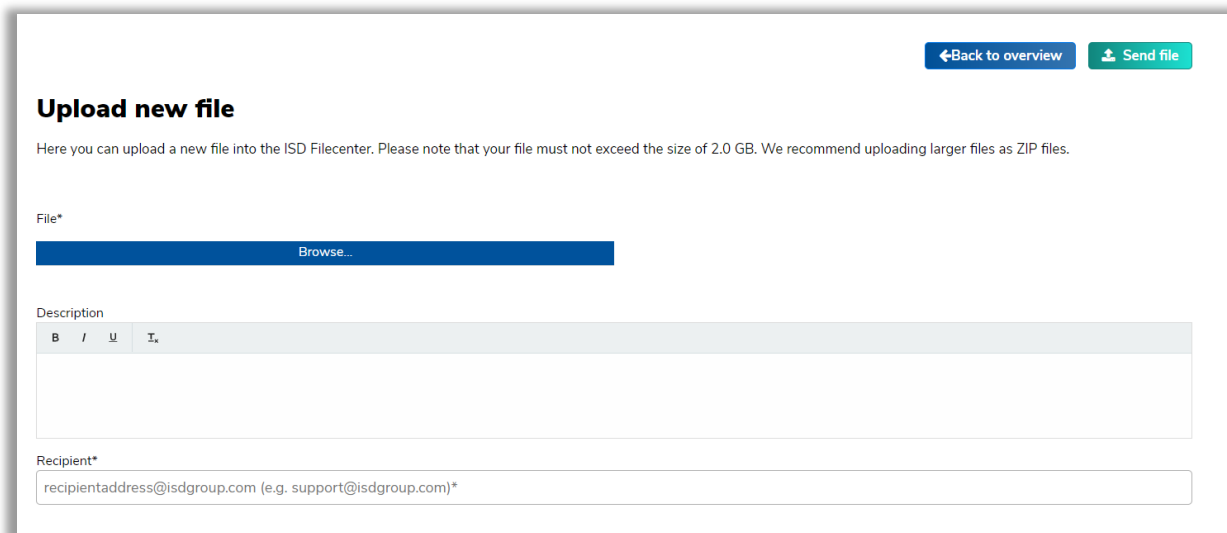 Back to overview
Send file
Upload new file
Here you can upload a new file into the ISD Filecenter. Please note that your file must not exceed the size of 2.0 GB. We recommend uploading larger files as ZIP files.
File*
Browse...
Description
B I U Tx
Recipient*
recipientaddress@isdgroup.com (e.g. support@isdgroup.com)*